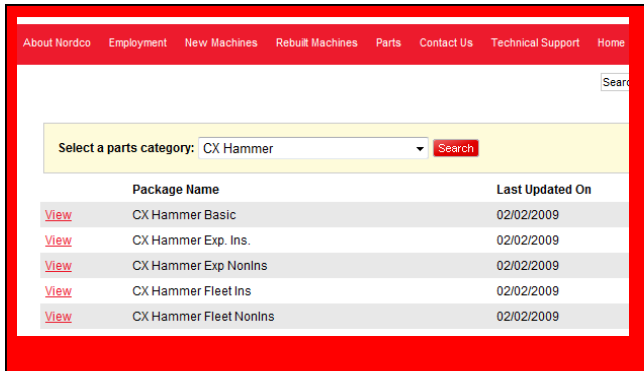 About Nordco Employment New Machines Rebuilt Machines Parts Contact Us Technical Support Home
Searc
Select a parts category: CX Hammer Search
Package Name Last Updated On
View CX Hammer Basic 02/02/2009
View CX Hammer Exp. Ins. 02/02/2009
View CX Hammer Exp NonIns 02/02/2009
View CX Hammer Fleet Ins 02/02/2009
View CX Hammer Fleet NonIns 02/02/2009